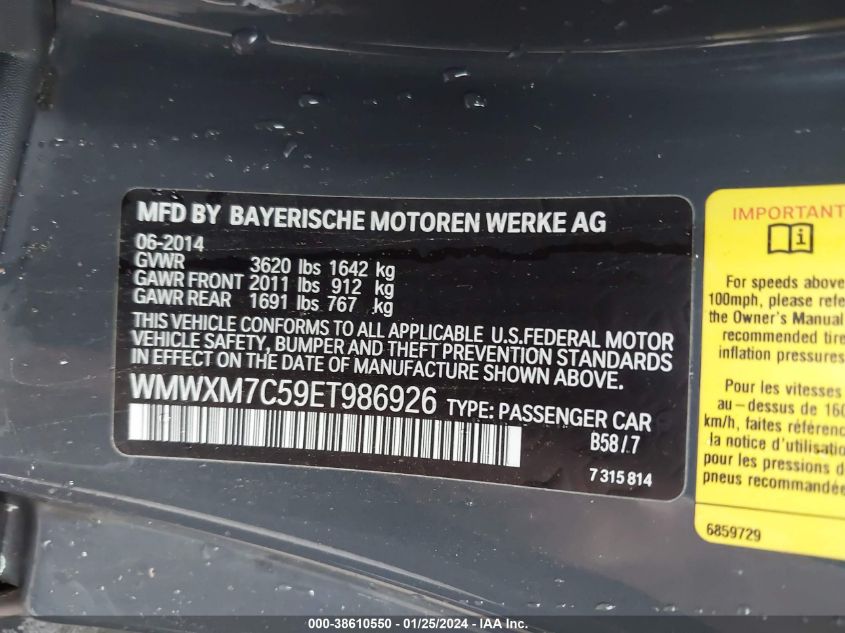 MFD BY BAYERISCHE MOTOREN WERKE AG
06-2014
GVWR 3620 lbs 1642 kg
GAWR FRONT 2011 lbs 912 kg
GAWR REAR 1691 lbs 767 kg
THIS VEHICLE CONFORMS TO ALL APPLICABLE U.S.FEDERAL MOTOR
VEHICLE SAFETY, BUMPER AND THEFT PREVENTION STANDARDS
IN EFFECT ON THE DATE OF MANUFACTURE SHOWN ABOVE.
WMWXM7C59ET986926 TYPE: PASSENGER CAR
B58/7
7 315 814
IMPORTANT
For speeds above
100mph, please refe
the Owner's Manual
recommended tire
inflation pressures
Pour les vitesses
au-dessus de 160
km/h, faites référenc
la notice d'utilisatio
pour les pressions d
pneus recommandée
6859729
000-38610550 - 01/25/2024 - IAA Inc.